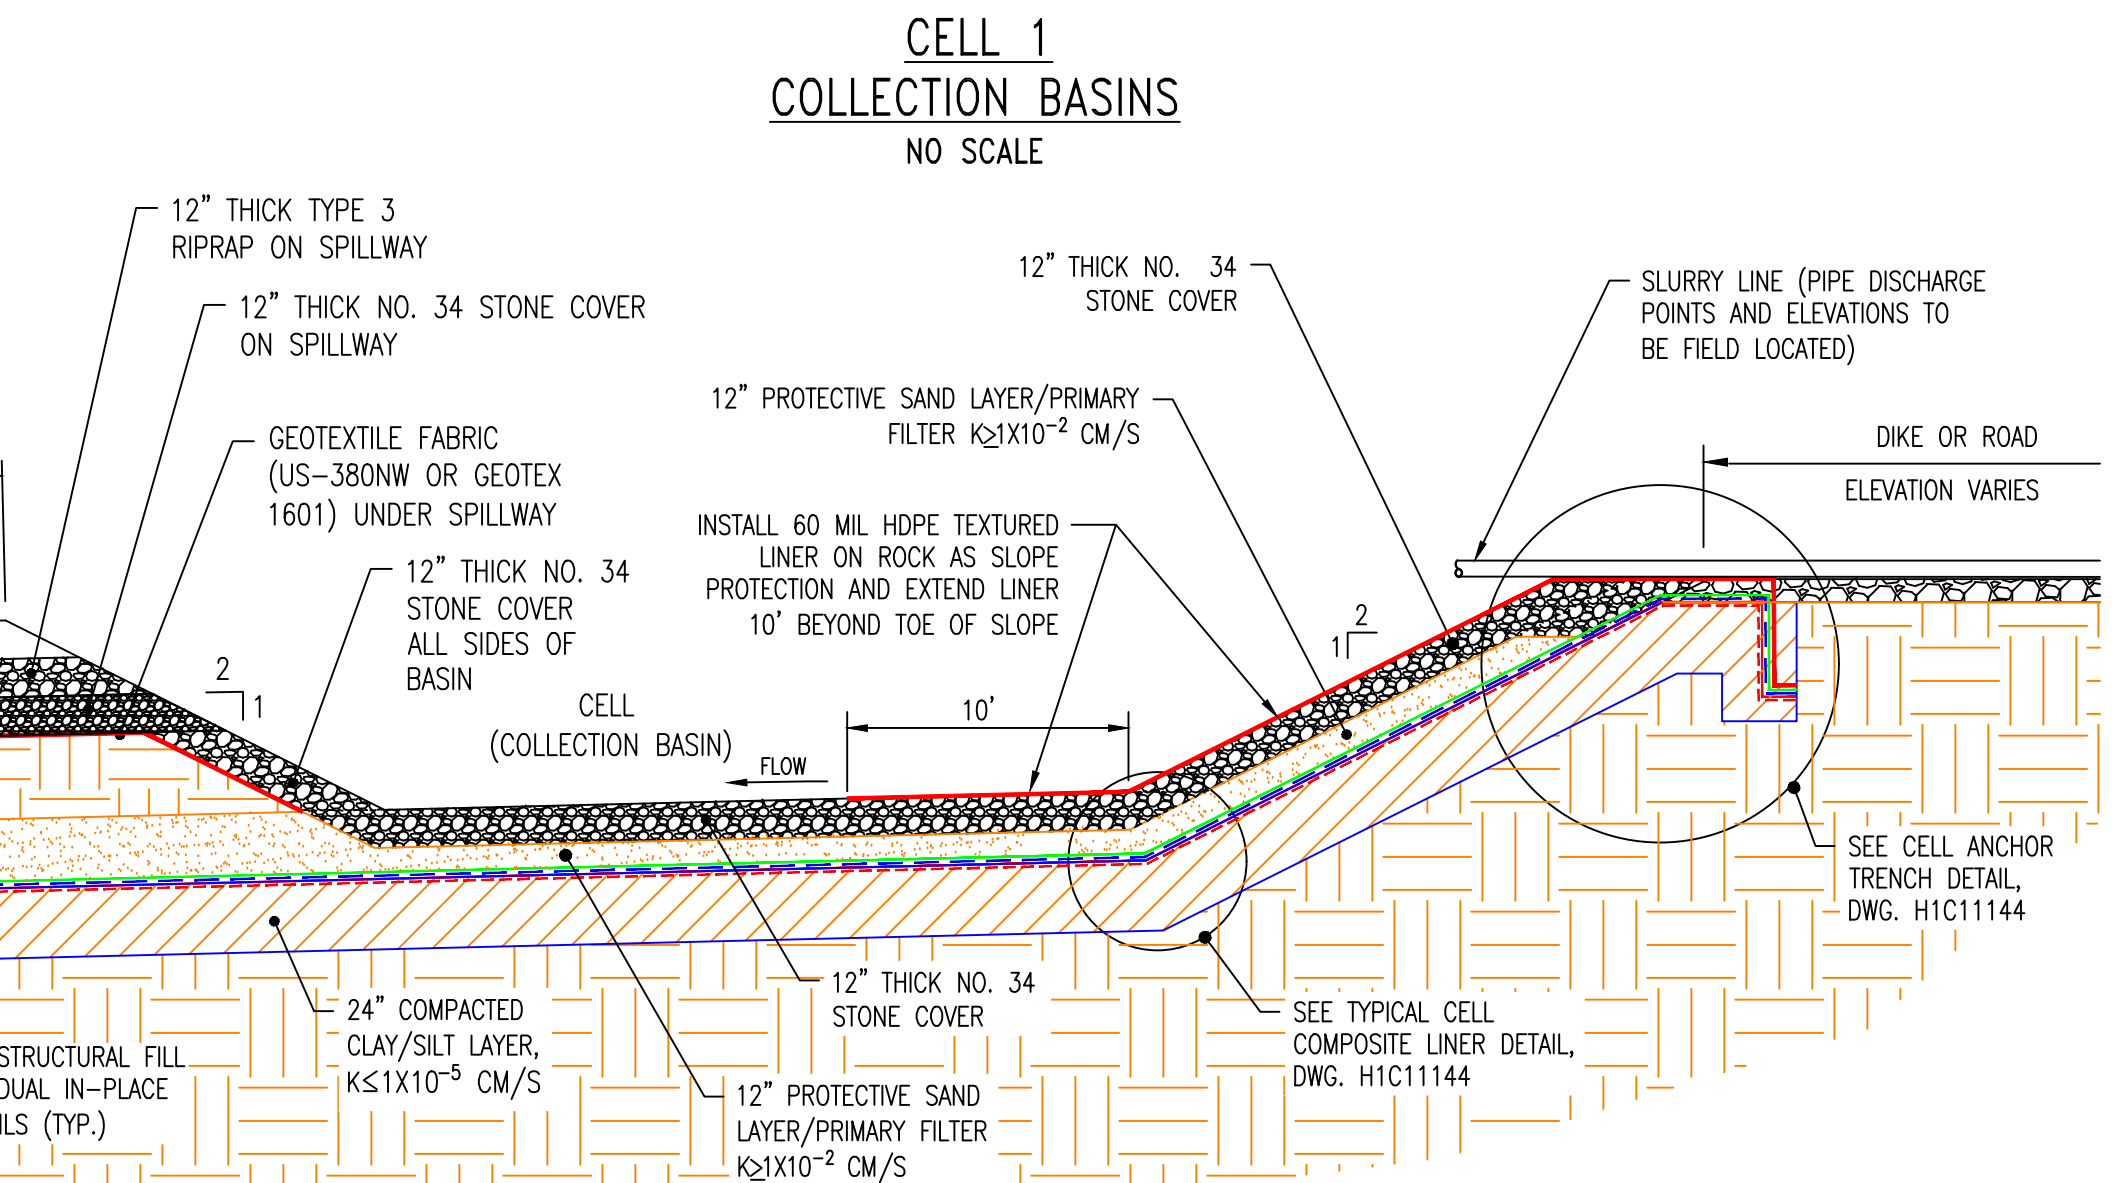 CELL 1
COLLECTION BASINS
NO SCALE
12" THICK TYPE 3
RIPRAP ON SPILLWAY
12" THICK NO. 34 STONE COVER
ON SPILLWAY
GEOTEXTILE FABRIC
(US-380NW OR GEOTEX
1601) UNDER SPILLWAY
12" THICK NO. 34
STONE COVER
ALL SIDES OF
BASIN
2
1
CELL
(COLLECTION BASIN)
FLOW
10'
12" THICK NO. 34
STONE COVER
12" PROTECTIVE SAND LAYER/PRIMARY
FILTER K≥1X10⁻² CM/S
INSTALL 60 MIL HDPE TEXTURED
LINER ON ROCK AS SLOPE
PROTECTION AND EXTEND LINER
10' BEYOND TOE OF SLOPE
2
1
SLURRY LINE (PIPE DISCHARGE
POINTS AND ELEVATIONS TO
BE FIELD LOCATED)
DIKE OR ROAD
ELEVATION VARIES
SEE CELL ANCHOR
TRENCH DETAIL,
DWG. H1C11144
STRUCTURAL FILL
DUAL IN-PLACE
ILS (TYP.)
24" COMPACTED
CLAY/SILT LAYER,
K≤1X10⁻⁵ CM/S
12" THICK NO. 34
STONE COVER
12" PROTECTIVE SAND
LAYER/PRIMARY FILTER
K≥1X10⁻² CM/S
SEE TYPICAL CELL
COMPOSITE LINER DETAIL,
DWG. H1C11144